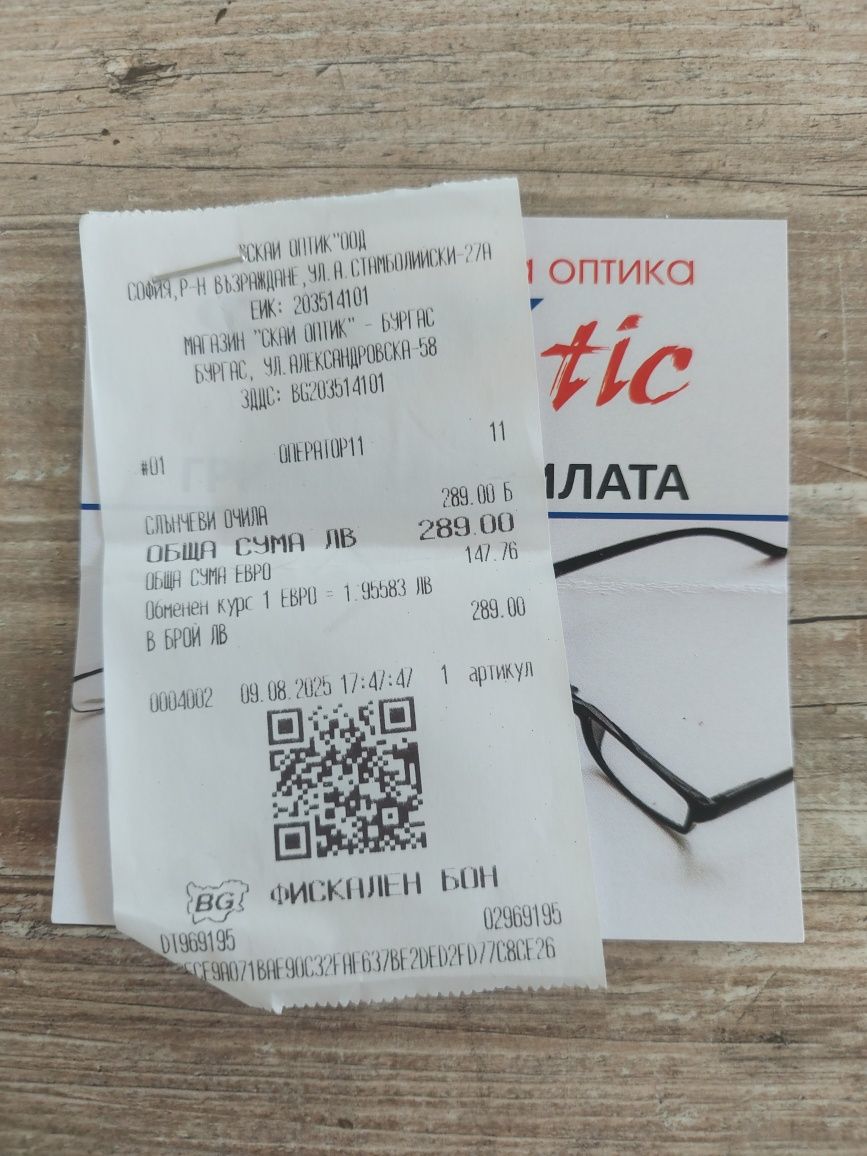 "СКАИ ОПТИК"ООД
СОФИЯ,Р-Н ВЪЗРАЖДАНЕ,УЛ.А.СТАМБОЛИЙСКИ-27А
ЕИК: 203514101
МАГАЗИН "СКАИ ОПТИК" - БУРГАС
БУРГАС, УЛ.АЛЕКСАНДРОВСКА-58
ЗДДС: BG203514101
#01 ОПЕРАТОР11 11
СЛЪНЧЕВИ ОЧИЛА 289.00 Б
ОБЩА СУМА ЛВ 289.00
ОБЩА СУМА ЕВРО 147.76
Обменен курс 1 ЕВРО = 1.95583 ЛВ
В БРОЙ ЛВ 289.00
0004002 09.08.2025 17:47:47 1 артикул
BG ФИСКАЛЕН БОН
DT969195 02969195
ОПТИКА
tic